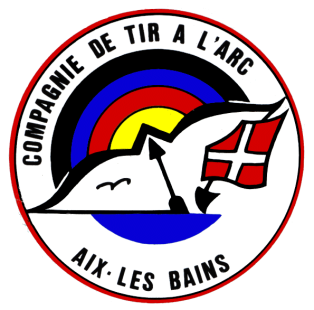 COMPAGNIE DE TIR A L'ARC
AIX·LES BAINS